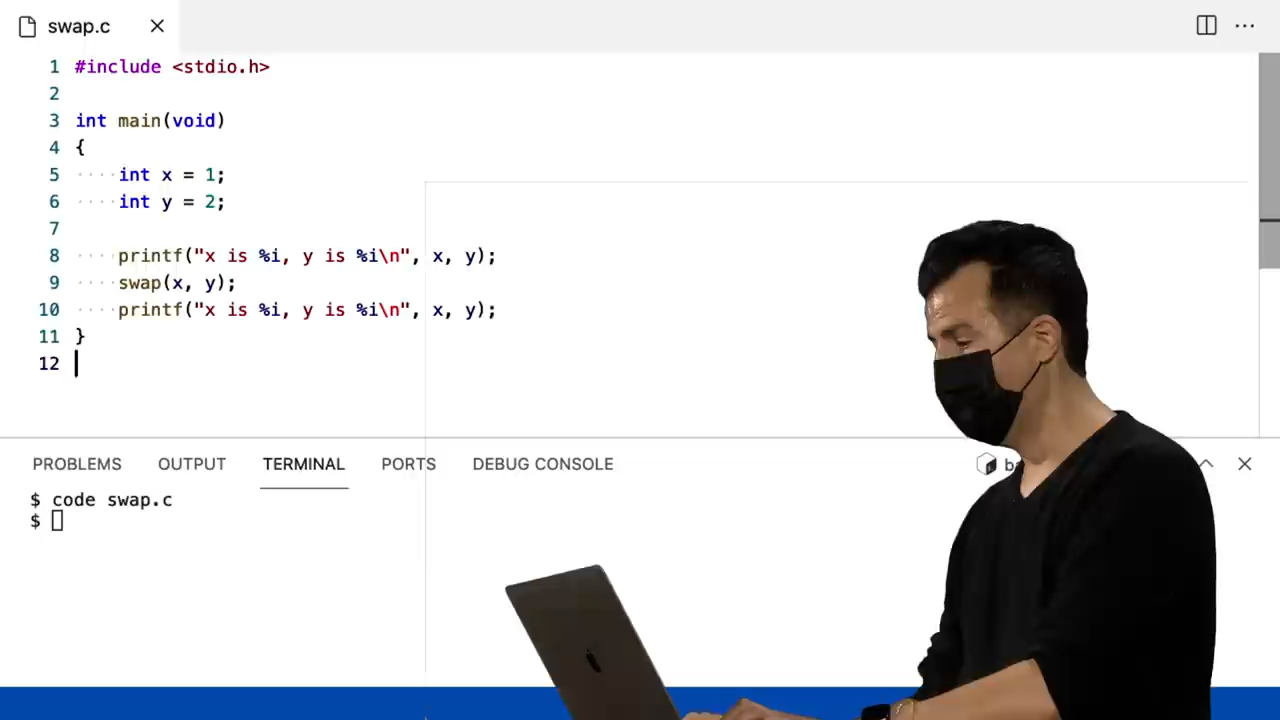 swap.c
1 #include <stdio.h>
2
3 int main(void)
4 {
5 int x = 1;
6 int y = 2;
7
8 printf("x is %i, y is %i\n", x, y);
9 swap(x, y);
10 printf("x is %i, y is %i\n", x, y);
11 }
12
PROBLEMS OUTPUT TERMINAL PORTS DEBUG CONSOLE
$ code swap.c
$